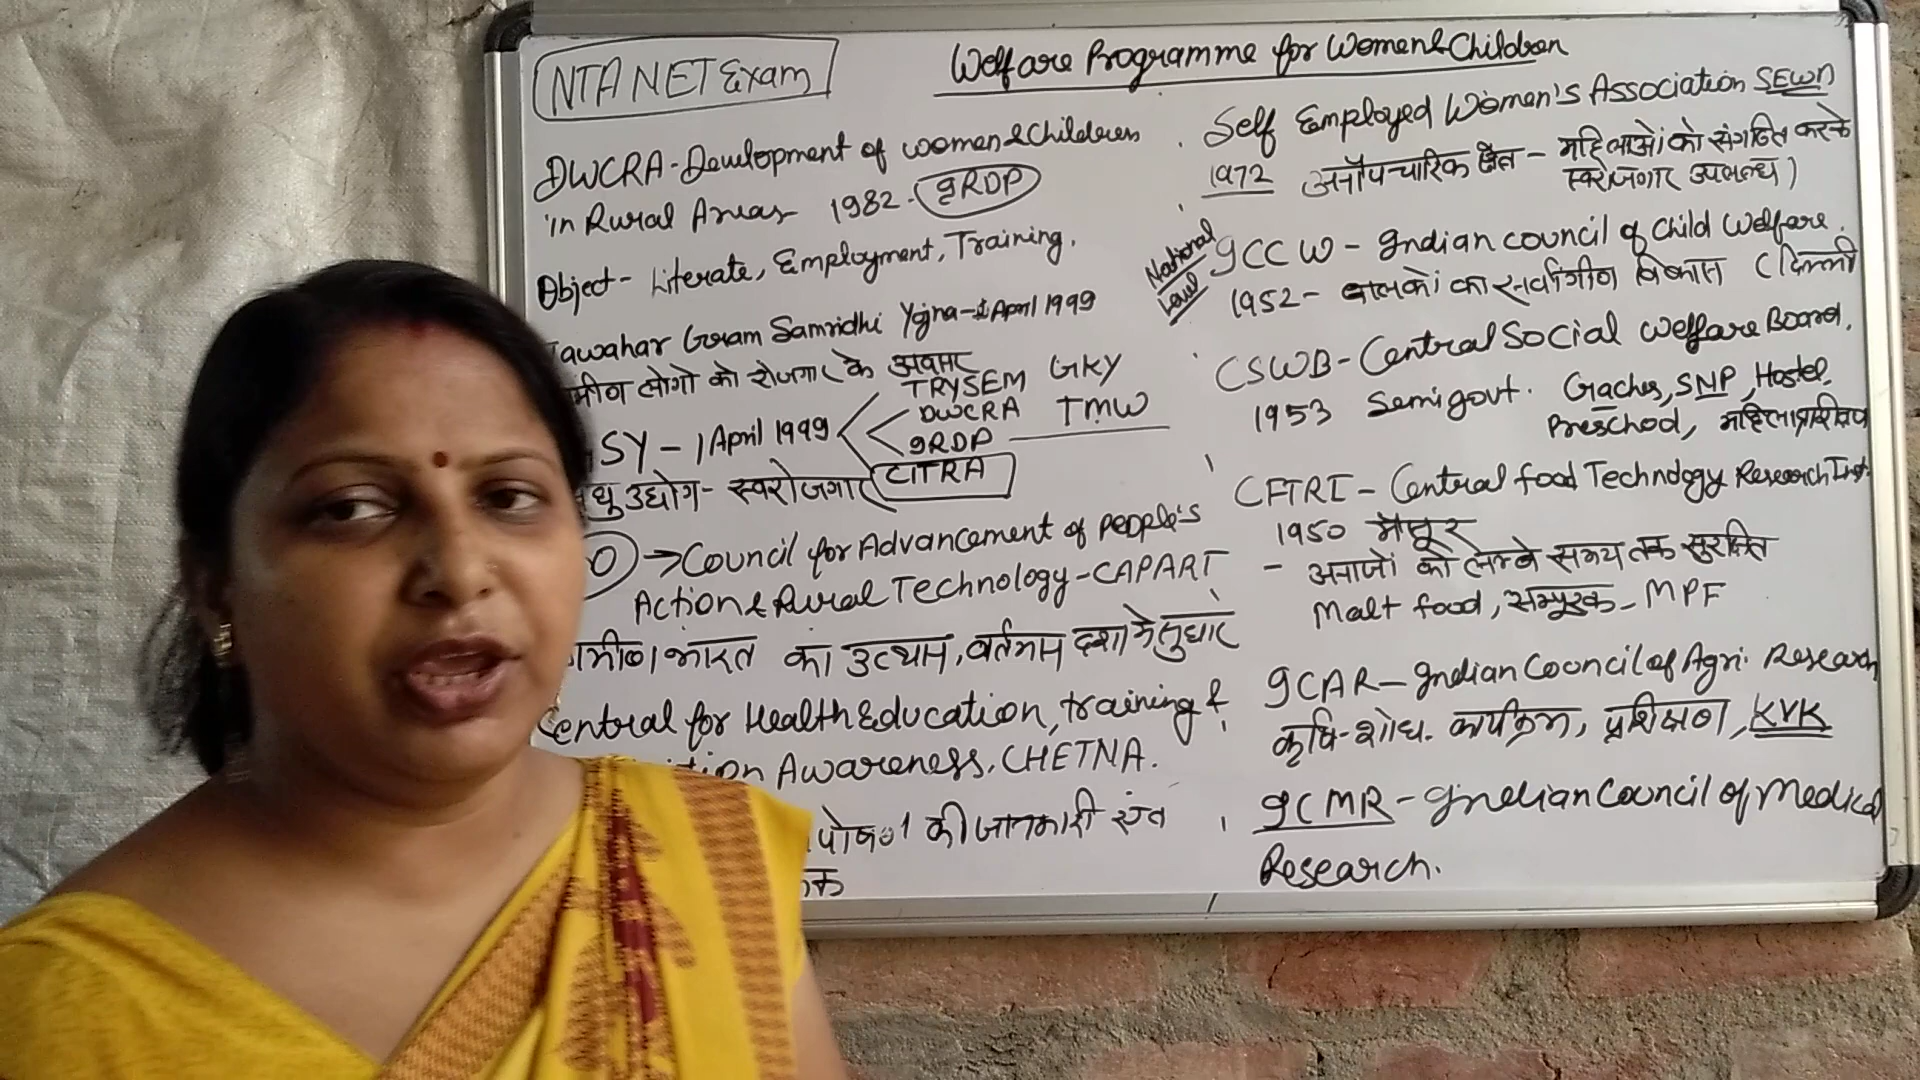 NTA NET Exam
Welfare Programme for Women & Children
DWCRA - Development of women & Childeren
in Rural Areas 1982. IRDP
Object - Literate, Employment, Training,
Jawahar Gram Samridhi Yojna - 1 April 1999
लोगो को रोजगार के अवसर
SY - 1 April 1999
TRYSEM GKY
DWCRA TMW
IRDP
CITRA
उद्योग - स्वरोजगार
→ Council for Advancement of people's
Action & Rural Technology - CAPART
भारत का उत्थान, वर्तमान दशा मे सुधार
Central for Health Education, training &
Awareness, CHETNA.
की जानकारी
Self Employed Women's Association SEWA
1972 अनौपचारिक क्षेत्र - महिलाओं को संगठित करके
स्वरोजगार उपलब्ध)
National Level
ICCW - Indian council of child welfare.
1952 - बालकों का सर्वांगीण विकास (दिल्ली
CSWB - Central Social welfare Board.
1953 Semigovt. Craches, SNP, Hostel,
Preschool, महिला प्रशिक्षण
CFTRI - Central food Technology Research Inst.
1950 मैसूर
- अनाजों को लम्बे समय तक सुरक्षित
Malt food, सम्पूरक - MPF
ICAR - Indian Council of Agri. Research
कृषि - शोध. कार्यक्रम, प्रशिक्षण, KVK
ICMR - Indian Council of Medical
Research.